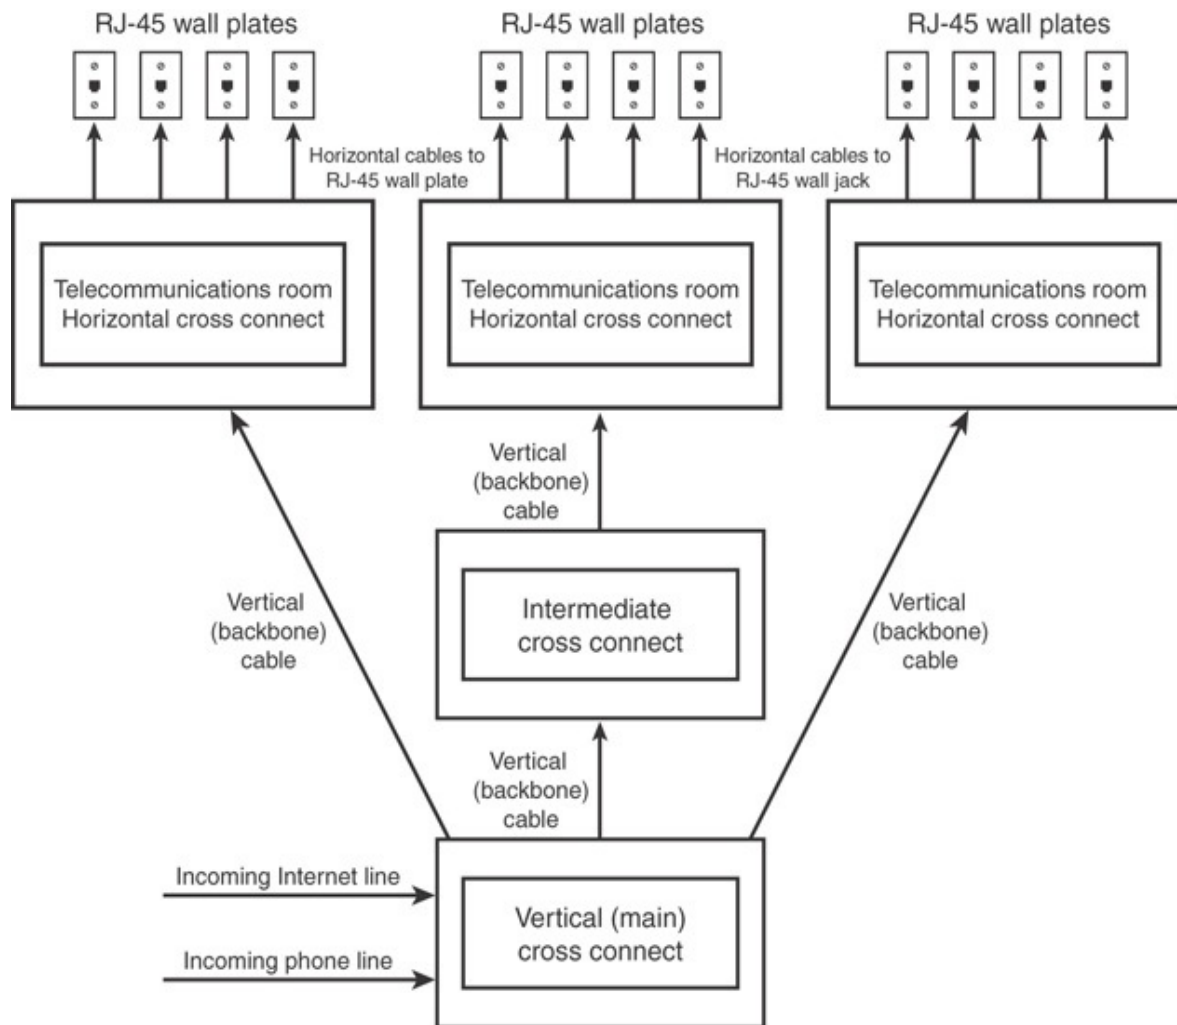 RJ-45 wall plates
RJ-45 wall plates
RJ-45 wall plates
Horizontal cables to
RJ-45 wall plate
Horizontal cables to
RJ-45 wall jack
Telecommunications room
Horizontal cross connect
Telecommunications room
Horizontal cross connect
Telecommunications room
Horizontal cross connect
Vertical
(backbone)
cable
Intermediate
cross connect
Vertical
(backbone)
cable
Vertical
(backbone)
cable
Vertical
(backbone)
cable
Incoming Internet line
Incoming phone line
Vertical (main)
cross connect